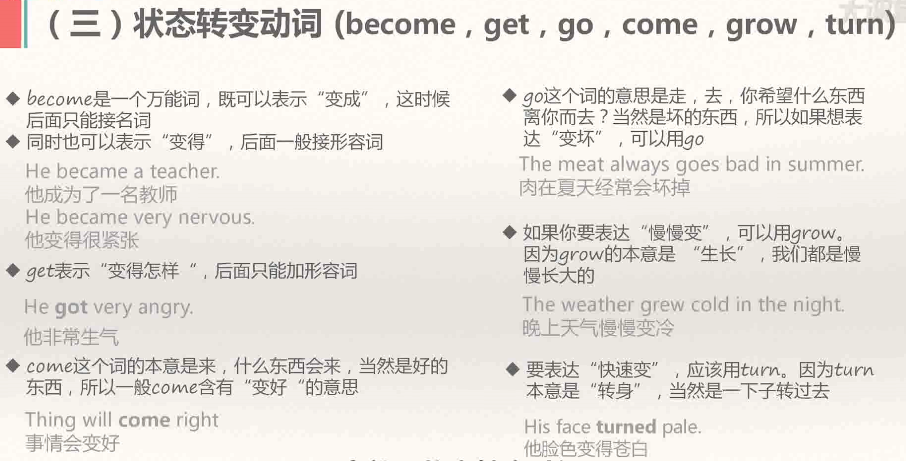 （三）状态转变动词 (become，get，go，come，grow，turn)
◆ become是一个万能词，既可以表示“变成”，这时候
后面只能接名词
◆ 同时也可以表示“变得”，后面一般接形容词
He became a teacher.
他成为了一名教师
He became very nervous.
他变得很紧张
◆ get表示“变得怎样“，后面只能加形容词
He got very angry.
他非常生气
◆ come这个词的本意是来，什么东西会来，当然是好的
东西，所以一般come含有“变好“的意思
Thing will come right
事情会变好
◆ go这个词的意思是走，去，你希望什么东西
离你而去？当然是坏的东西，所以如果想表
达“变坏”，可以用go
The meat always goes bad in summer.
肉在夏天经常会坏掉
◆ 如果你要表达“慢慢变”，可以用grow。
因为grow的本意是 “生长”，我们都是慢
慢长大的
The weather grew cold in the night.
晚上天气慢慢变冷
◆ 要表达“快速变”，应该用turn。因为turn
本意是“转身”，当然是一下子转过去
His face turned pale.
他脸色变得苍白